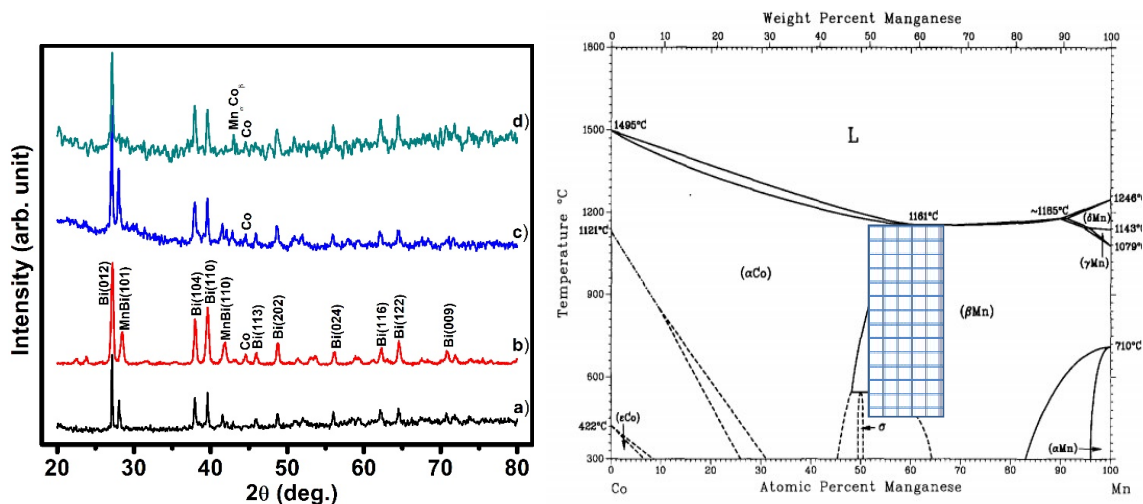 Intensity (arb. unit)
2θ (deg.)
20 30 40 50 60 70 80
d)
Co
c)
Co
b)
Bi(012)
MnBi(101)
Bi(104)
Bi(110)
MnBi(110)
Co
Bi(113)
Bi(202)
Bi(024)
Bi(116)
Bi(122)
Bi(009)
a)
Weight Percent Manganese
0 10 20 30 40 50 60 70 80 90 100
Temperature °C
1800
1500
1200
900
600
300
1495°C
L
1161°C
~1185°C
1246°C
(δMn)
1143°C
1079°C
(γMn)
1121°C
(αCo)
(βMn)
710°C
(εCo)
422°C
σ
(αMn)
0 10 20 30 40 50 60 70 80 90 100
Co
Atomic Percent Manganese
Mn